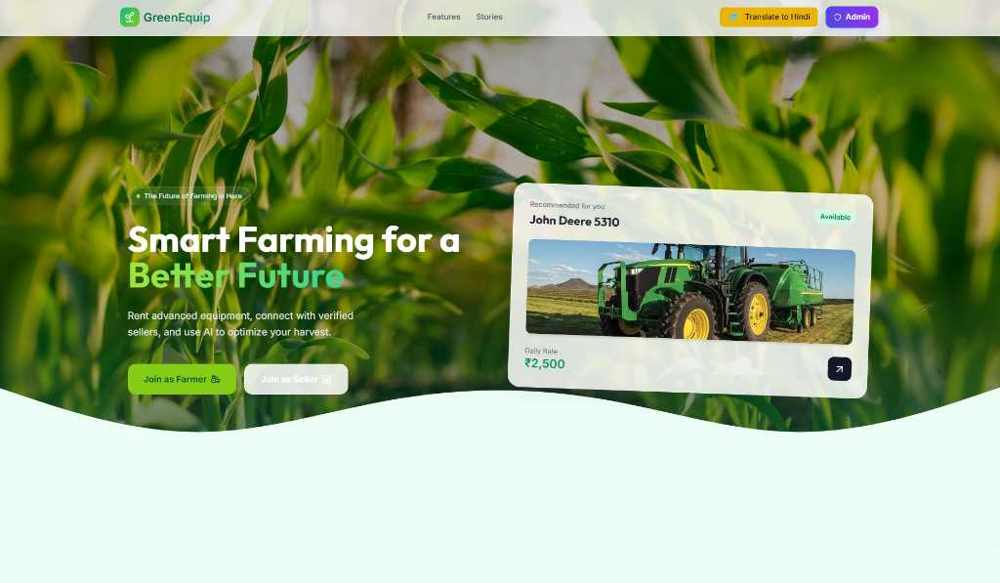 GreenEquip
Features
Stories
Translate to Hindi
Admin
The Future of Farming is Here
Smart Farming for a
Better Future
Rent advanced equipment, connect with verified
sellers, and use AI to optimize your harvest.
Join as Farmer
Join as Seller
Recommended for you
John Deere 5310
Available
Daily Rate
₹2,500